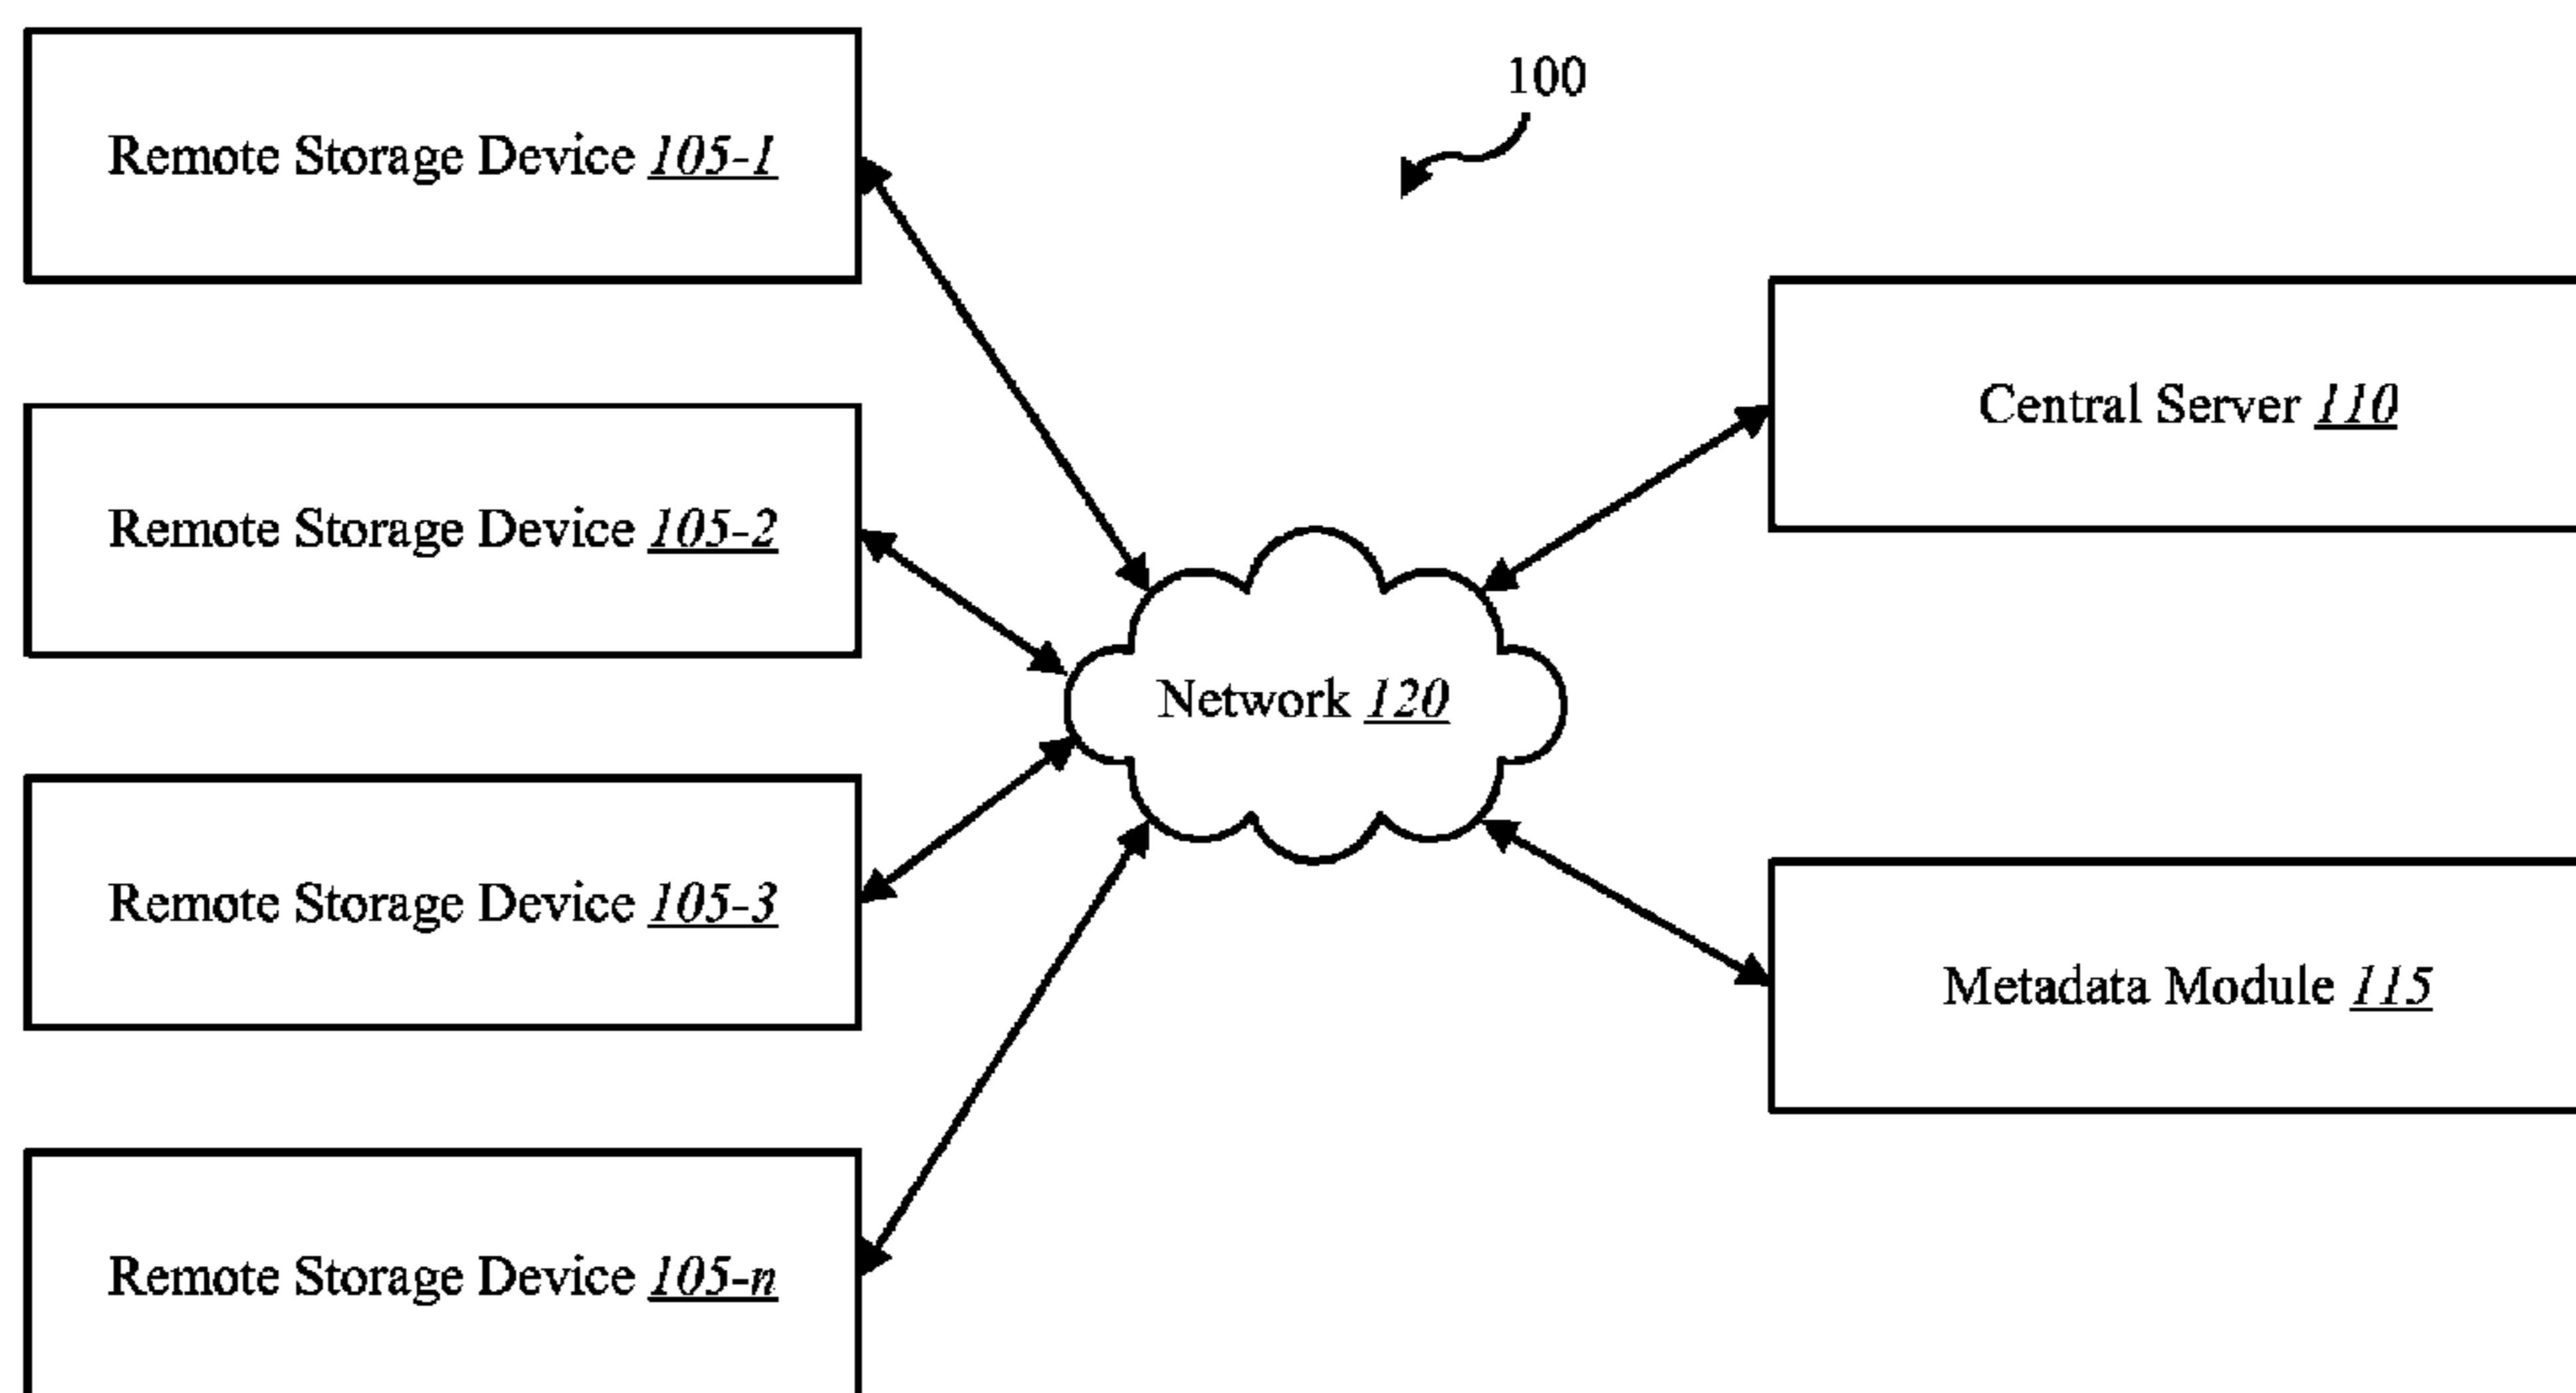 100
Remote Storage Device 105-1
Remote Storage Device 105-2
Remote Storage Device 105-3
Remote Storage Device 105-n
Network 120
Central Server 110
Metadata Module 115